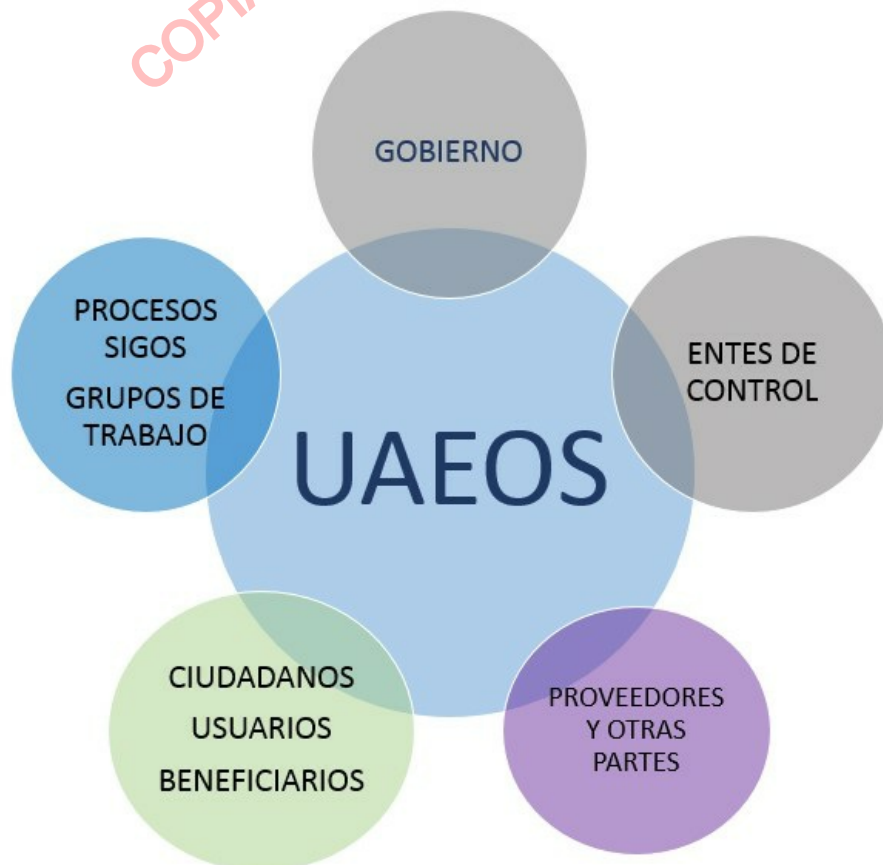 COPIA
GOBIERNO
PROCESOS
SIGOS
GRUPOS DE
TRABAJO
ENTES DE
CONTROL
UAEOS
CIUDADANOS
USUARIOS
BENEFICIARIOS
PROVEEDORES
Y OTRAS
PARTES